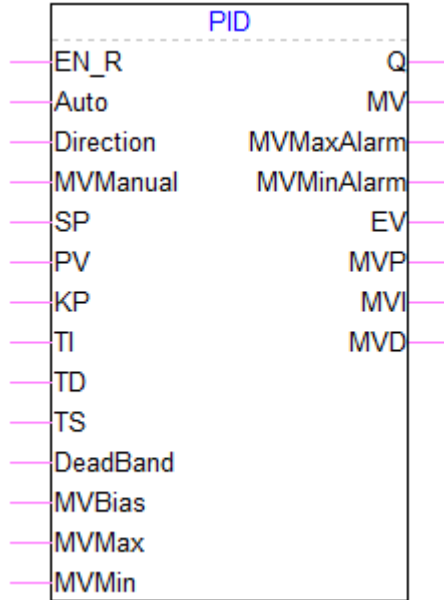 PID
EN_R Q
Auto MV
Direction MVMaxAlarm
MVManual MVMinAlarm
SP EV
PV MVP
KP MVI
TI MVD
TD
TS
DeadBand
MVBias
MVMax
MVMin